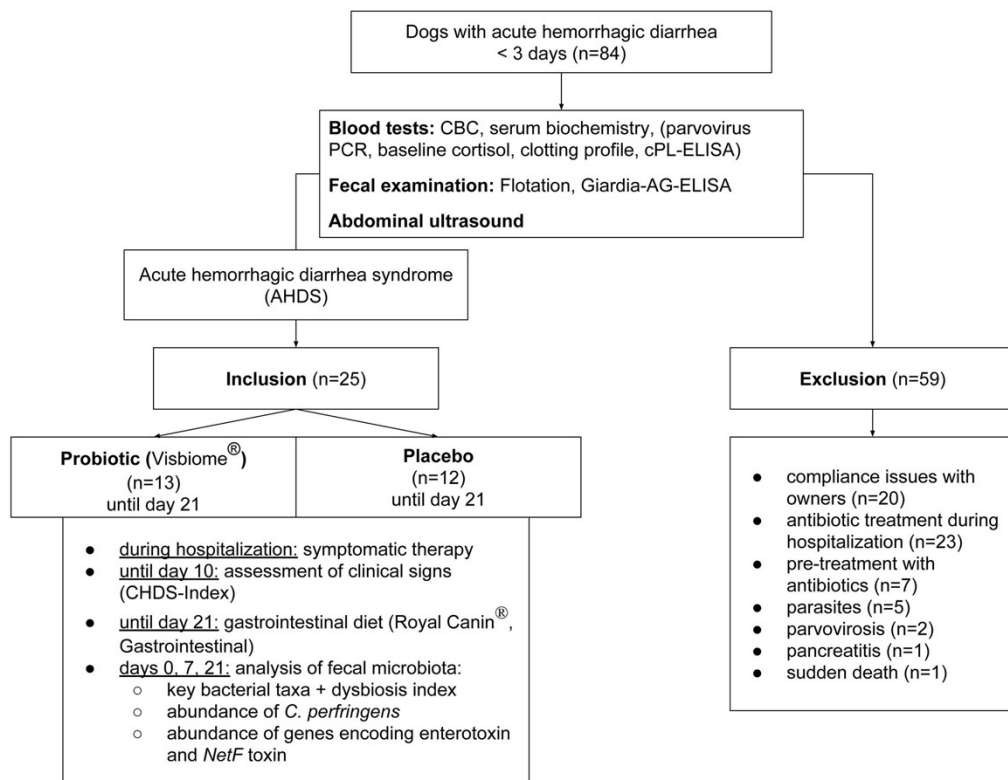 Dogs with acute hemorrhagic diarrhea
< 3 days (n=84)
Blood tests: CBC, serum biochemistry, (parvovirus
PCR, baseline cortisol, clotting profile, cPL-ELISA)
Fecal examination: Flotation, Giardia-AG-ELISA
Abdominal ultrasound
Acute hemorrhagic diarrhea syndrome
(AHDS)
Inclusion (n=25)
Exclusion (n=59)
Probiotic (Visbiome®)
(n=13)
until day 21
Placebo
(n=12)
until day 21
● during hospitalization: symptomatic therapy
● until day 10: assessment of clinical signs
(CHDS-Index)
● until day 21: gastrointestinal diet (Royal Canin®,
Gastrointestinal)
● days 0, 7, 21: analysis of fecal microbiota:
○ key bacterial taxa + dysbiosis index
○ abundance of C. perfringens
○ abundance of genes encoding enterotoxin
and NetF toxin
● compliance issues with
owners (n=20)
● antibiotic treatment during
hospitalization (n=23)
● pre-treatment with
antibiotics (n=7)
● parasites (n=5)
● parvovirosis (n=2)
● pancreatitis (n=1)
● sudden death (n=1)